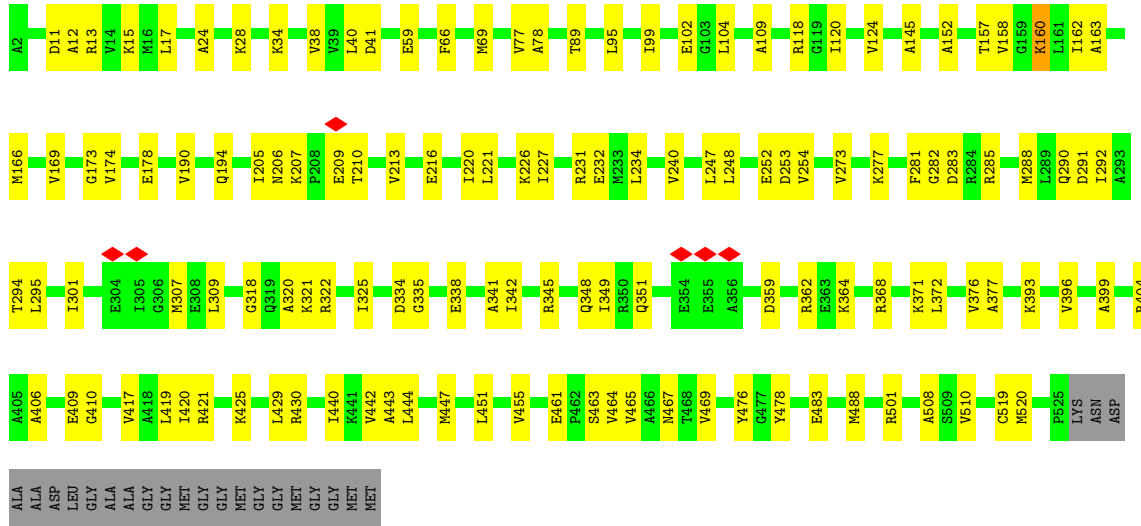 A2 D11 A12 R13 V14 K15 M16 L17 A24 K28 K34 V38 V39 L40 D41 E59 F66 M69 V77 A78 T89 L95 I99 E102 G103 L104 A109 R118 G119 I120 V124 A145 A152 T157 V158 G159 K160 L161 I162 A163
M166 V169 G173 V174 E178 V190 Q194 I205 N206 K207 P208 E209 T210 V213 E216 I220 L221 K226 I227 R231 E232 M233 L234 V240 L247 L248 E252 D253 V254 V273 K277 F281 G282 D283 R284 R285 M288 L289 Q290 D291 I292 A293
T294 L295 I301 E304 I305 G306 M307 E308 L309 G318 Q319 A320 K321 R322 I325 D334 G335 E338 A341 I342 R345 Q348 I349 R350 Q351 E354 E355 A356 D359 R362 E363 K364 R368 K371 L372 V376 A377 K393 V396 A399 R404
A405 A406 E409 G410 V417 A418 L419 I420 R421 K425 L429 R430 I440 K441 V442 A443 L444 M447 L451 V455 E461 P462 S463 V464 V465 A466 N467 T468 V469 Y476 G477 Y478 E483 M488 R501 A508 S509 V510 C519 M520 P525 LYS ASN ASP
ALA ALA ASP LEU GLY ALA ALA GLY MET GLY GLY MET GLY GLY MET GLY GLY MET MET